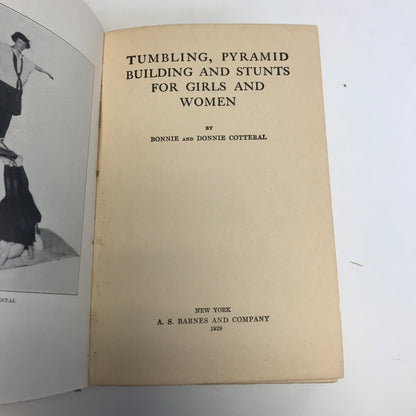 TUMBLING, PYRAMID
BUILDING AND STUNTS
FOR GIRLS AND
WOMEN
BY
BONNIE AND DONNIE COTTERAL
NEW YORK
A. S. BARNES AND COMPANY
1929